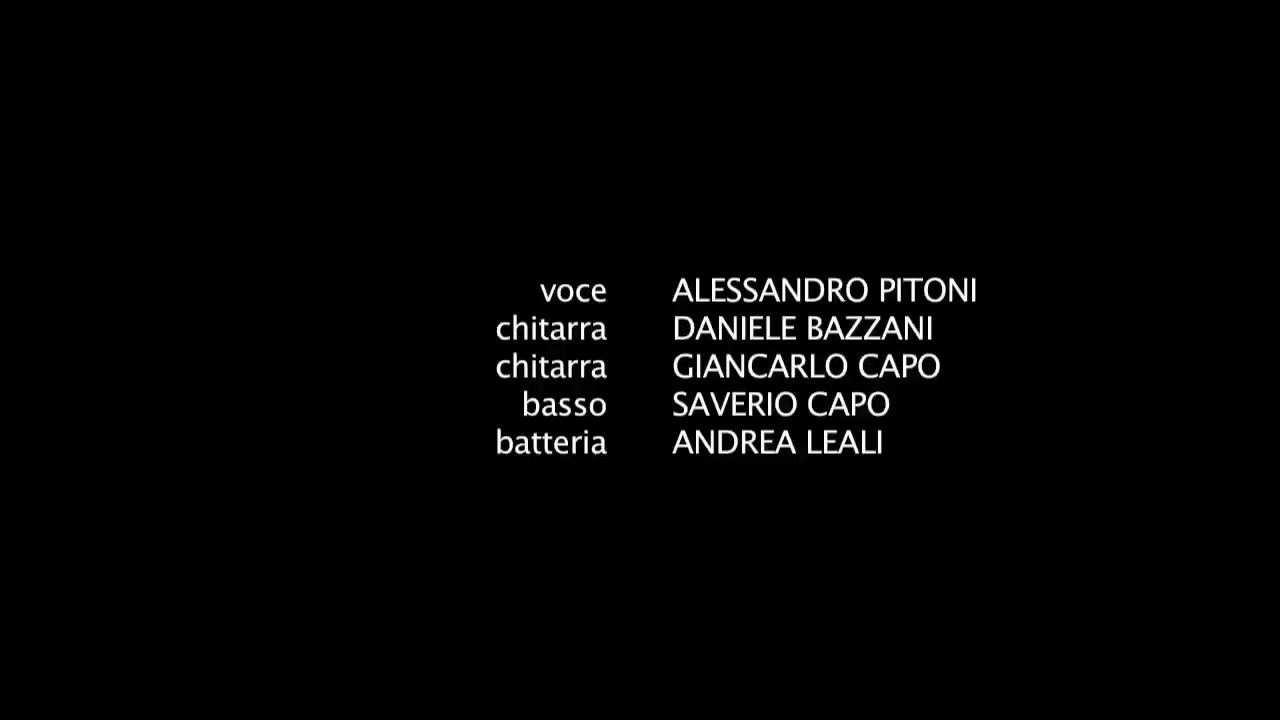 voce ALESSANDRO PITONI
chitarra DANIELE BAZZANI
chitarra GIANCARLO CAPO
basso SAVERIO CAPO
batteria ANDREA LEALI